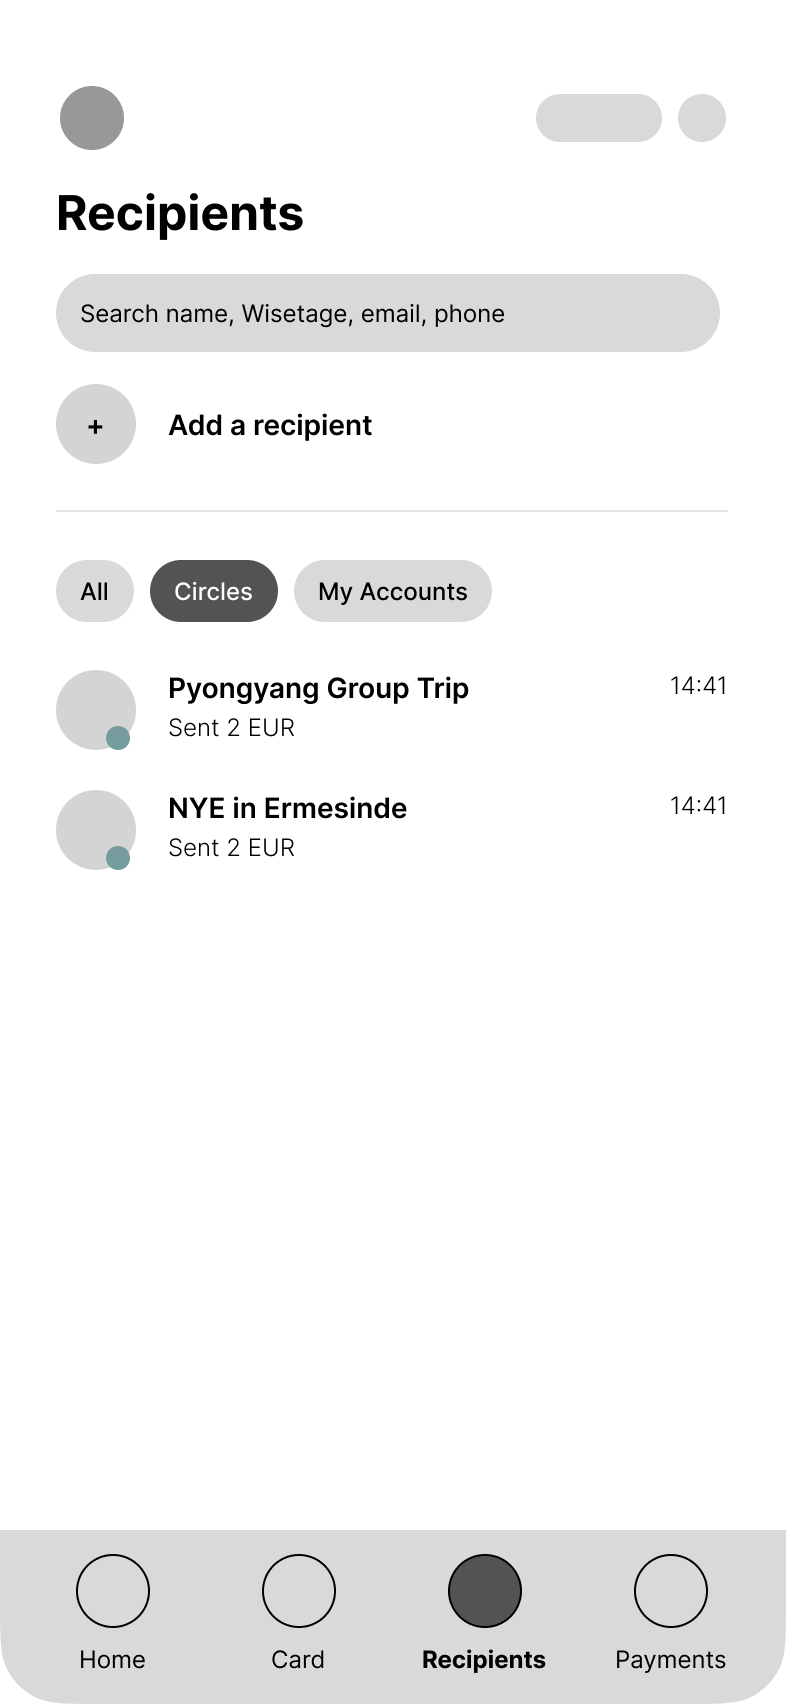 Recipients
Search name, Wisetage, email, phone
+ Add a recipient
All Circles My Accounts
Pyongyang Group Trip 14:41
Sent 2 EUR
NYE in Ermesinde 14:41
Sent 2 EUR
Home Card Recipients Payments